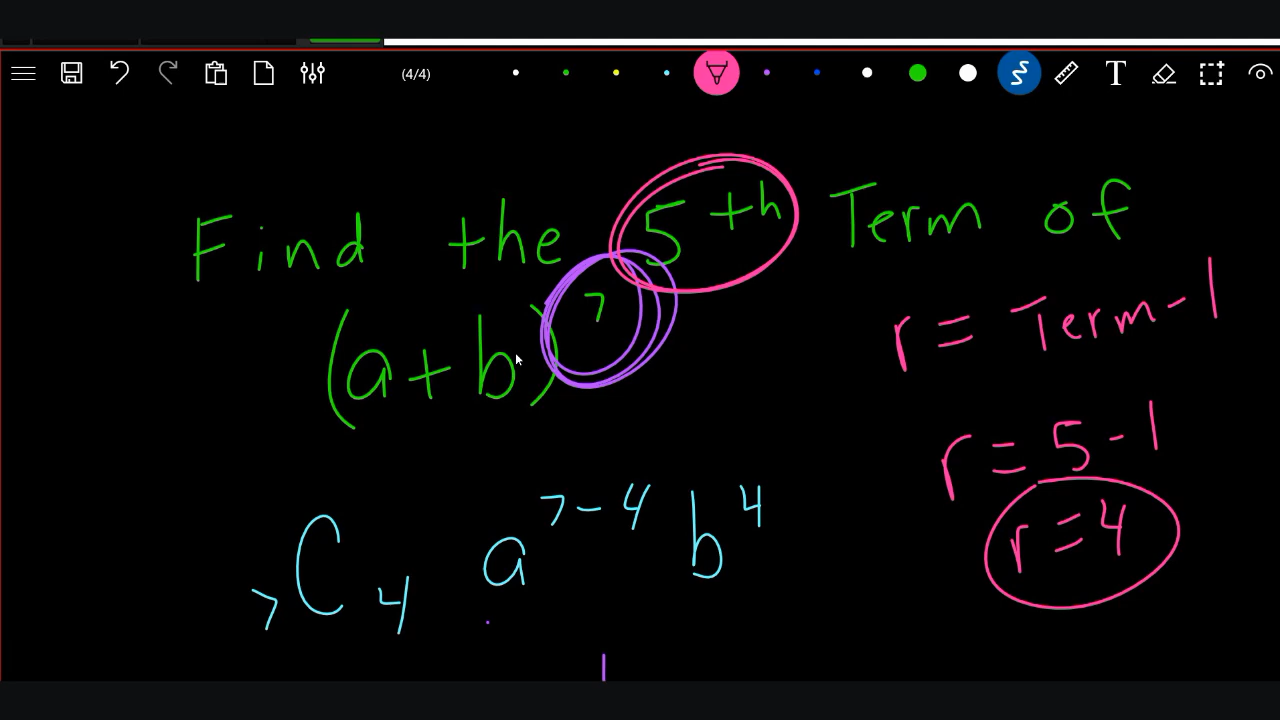 (4/4)
T
Find the 5th Term of
(a+b)⁷
r = Term-1
r = 5-1
r=4
₇C₄ a⁷⁻⁴ b⁴